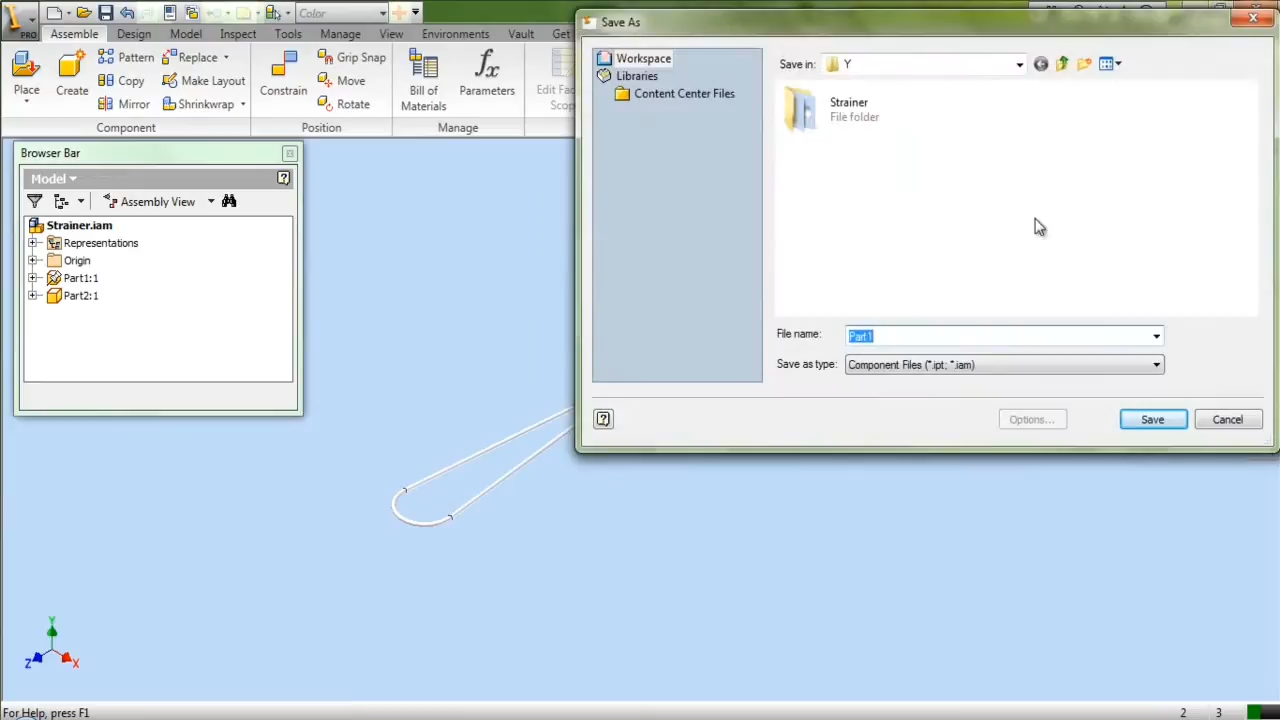 Color
PRO
Assemble Design Model Inspect Tools Manage View Environments Vault Get
Place
Create
Pattern
Copy
Mirror
Replace
Make Layout
Shrinkwrap
Component
Constrain
Grip Snap
Move
Rotate
Position
Bill of
Materials
Parameters
Manage
Browser Bar
Model
Assembly View
Strainer.iam
Representations
Origin
Part1:1
Part2:1
Save As
Workspace
Libraries
Content Center Files
Save in: Y
Strainer
File folder
File name: Part1
Save as type: Component Files (*.ipt; *.iam)
Options... Save Cancel
Y
Z
X
For Help, press F1
2 3